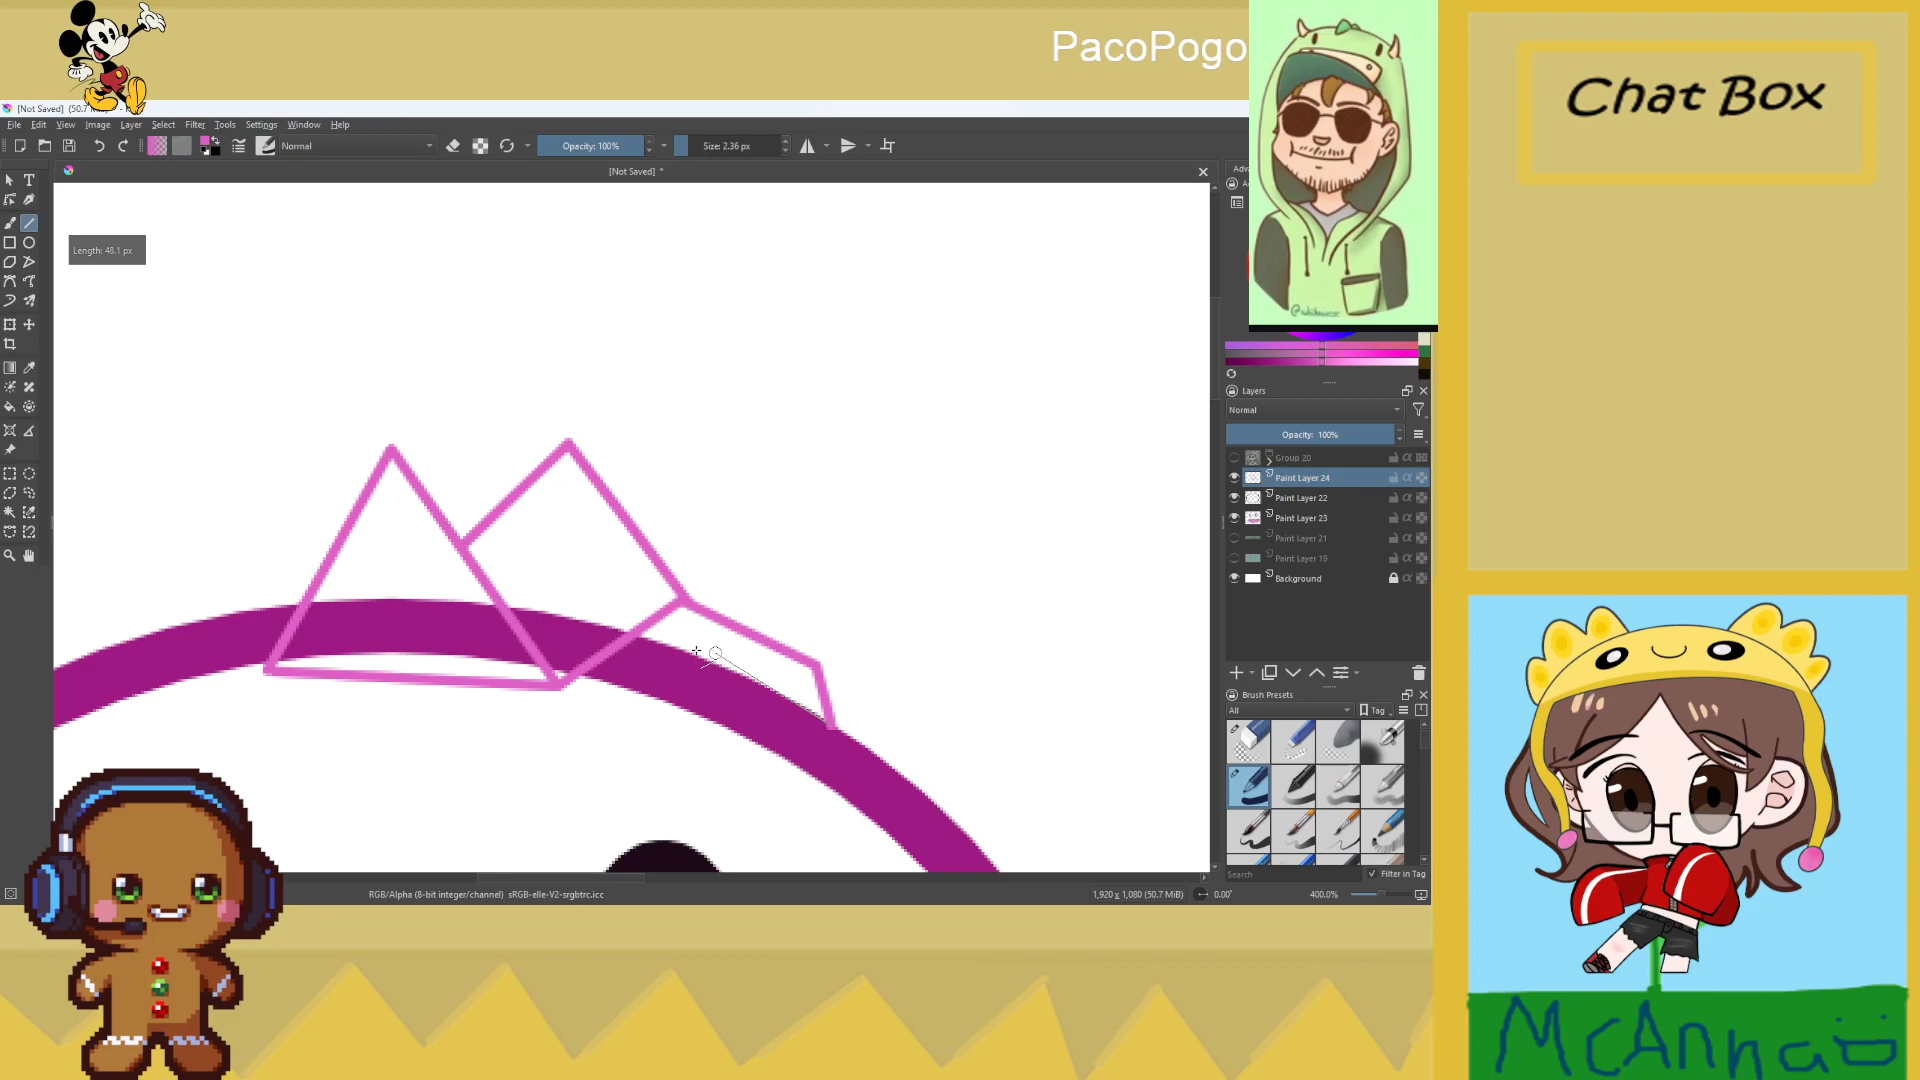 PacoPogo
Chat Box
[Not Saved] (50.7
File Edit View Image Layer Select Filter Tools Settings Window Help
Normal
Opacity: 100%
Size: 2.36 px
[Not Saved] *
Length: 48.1 px
Layers
Normal
Opacity: 100%
Group 20
Paint Layer 24
Paint Layer 22
Paint Layer 23
Paint Layer 21
Paint Layer 19
Background
Brush Presets
All
Tag
Search
Filter in Tag
RGB/Alpha (8-bit integer/channel) sRGB-elle-V2-srgbtrc.icc
1,920 x 1,080 (50.7 MiB)
0.00°
400.0%
McAnna